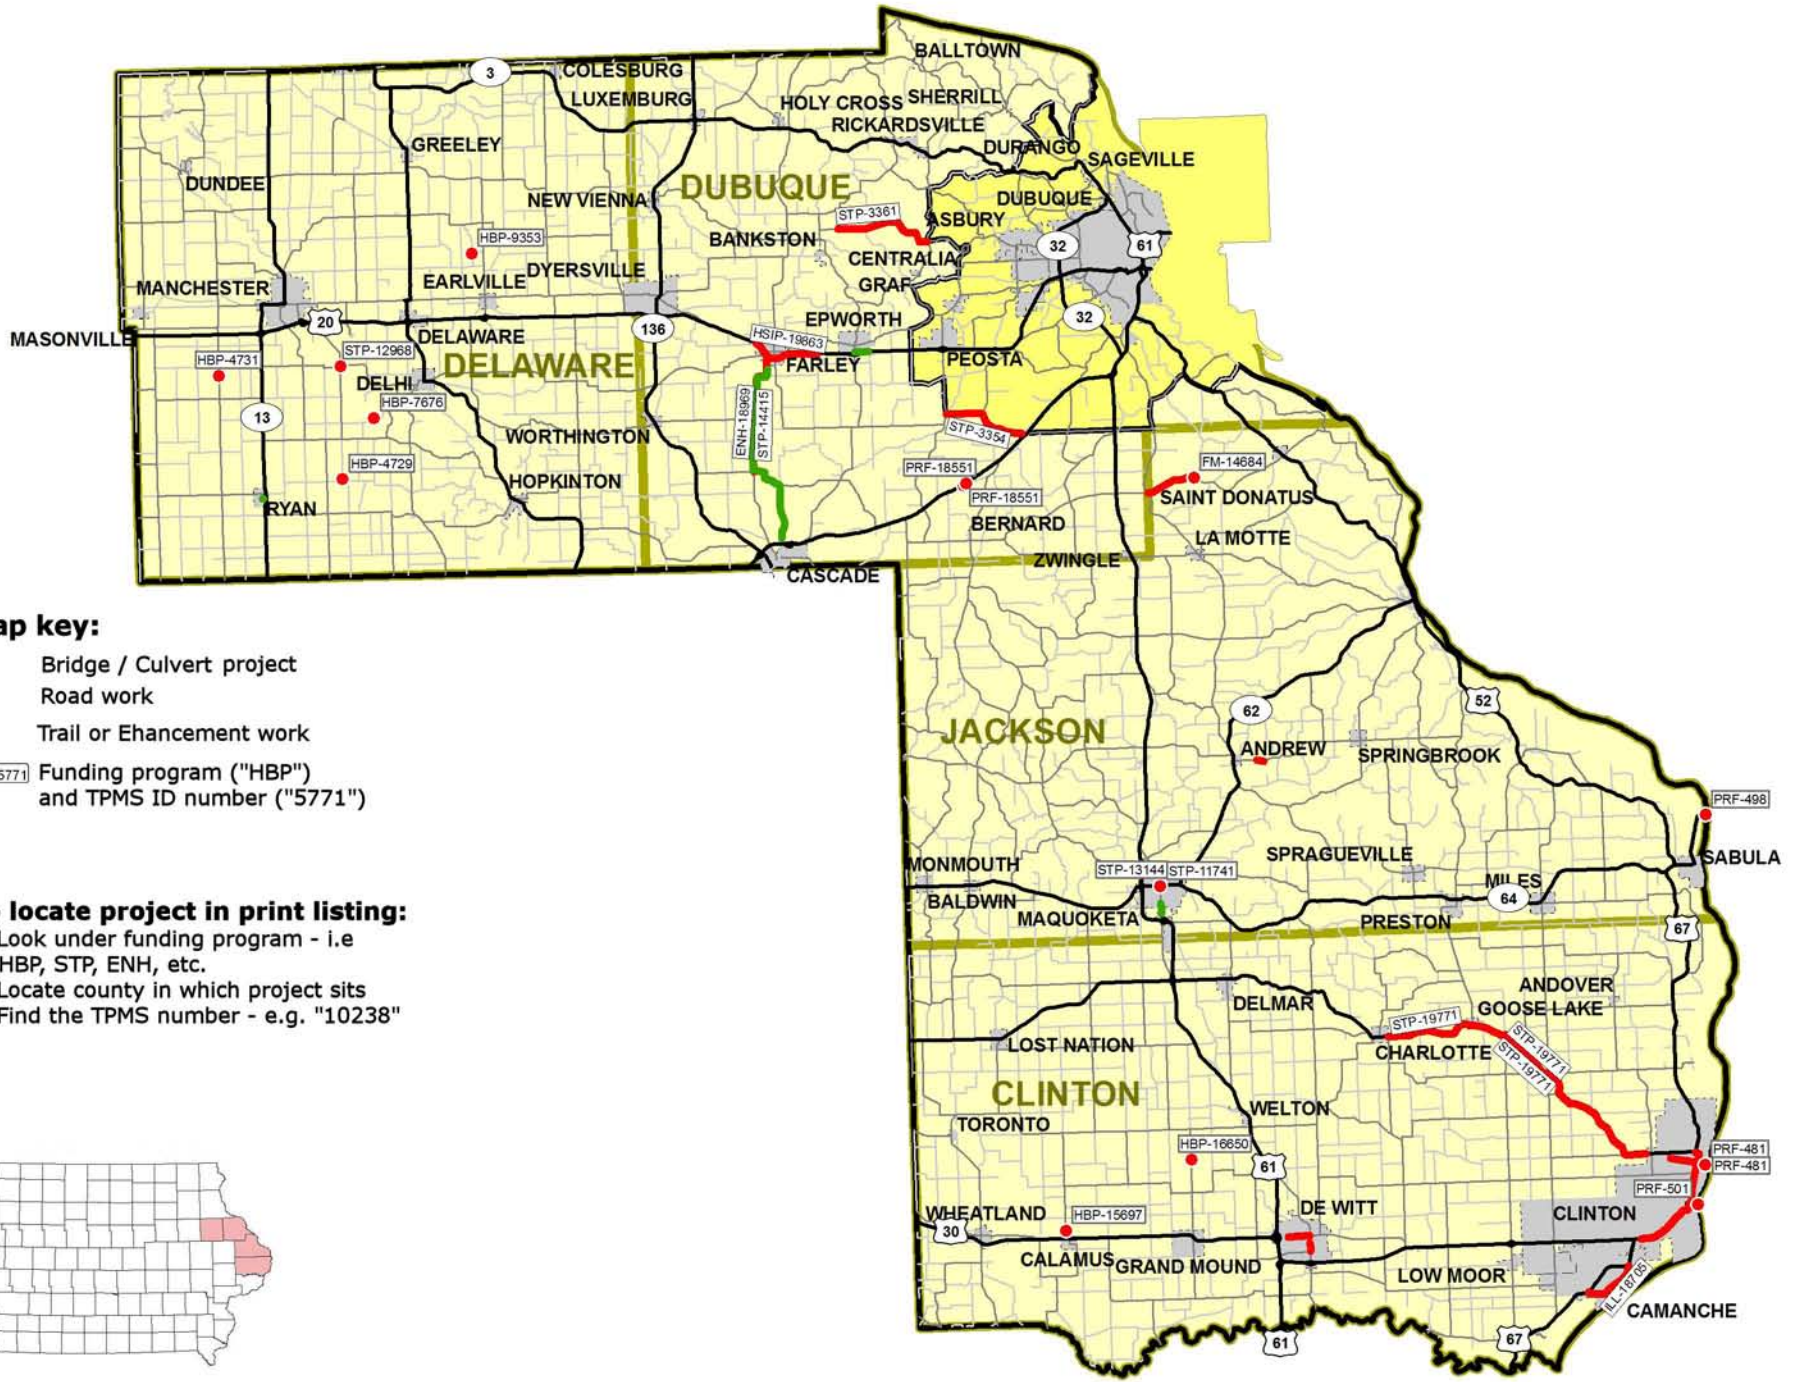 BALLTOWN
3
COLESBURG
LUXEMBURG
HOLY CROSS
SHERRILL
RICKARDSVILLE
GREELEY
DURANGO
SAGEVILLE
DUNDEE
DUBUQUE
NEW VIENNA
DUBUQUE
STP-3361
ASBURY
HBP-9353
BANKSTON
32
61
CENTRALIA
MANCHESTER
EARLVILLE
DYERSVILLE
GRAF
20
136
EPWORTH
32
MASONVILLE
DELAWARE
HSIP-19863
HBP-4731
STP-12968
DELAWARE
FARLEY
PEOSTA
DELHI
HBP-7676
13
ENH-18969
STP-14415
STP-3354
WORTHINGTON
HBP-4729
PRF-18551
FM-14684
HOPKINTON
PRF-18551
SAINT DONATUS
RYAN
BERNARD
LA MOTTE
ZWINGLE
CASCADE
ap key:
Bridge / Culvert project
Road work
Trail or Ehancement work
5771
Funding program ("HBP")
and TPMS ID number ("5771")
52
62
JACKSON
ANDREW
SPRINGBROOK
PRF-498
MONMOUTH
STP-13144
STP-11741
SPRAGUEVILLE
SABULA
MILES
BALDWIN
64
MAQUOKETA
PRESTON
67
locate project in print listing:
Look under funding program - i.e
HBP, STP, ENH, etc.
Locate county in which project sits
Find the TPMS number - e.g. "10238"
ANDOVER
DELMAR
GOOSE LAKE
STP-19771
LOST NATION
CHARLOTTE
STP-19771
STP-19771
CLINTON
WELTON
TORONTO
HBP-16650
PRF-481
61
PRF-481
PRF-501
WHEATLAND
HBP-15697
DE WITT
CLINTON
30
CALAMUS
GRAND MOUND
LOW MOOR
ILL-18705
CAMANCHE
61
67